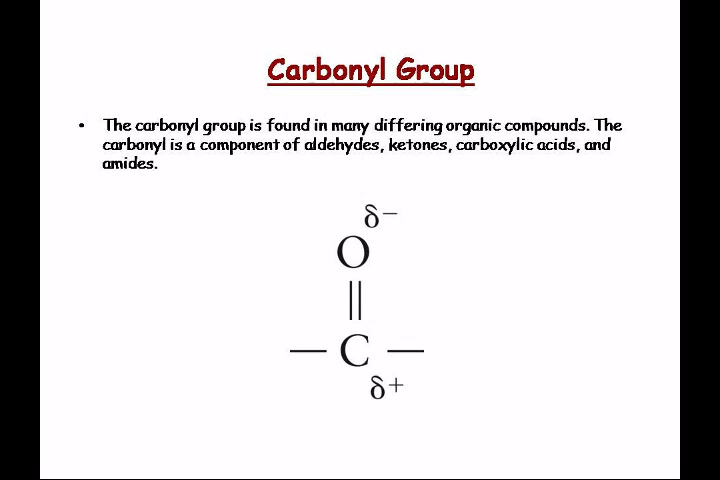 Carbonyl Group
• The carbonyl group is found in many differing organic compounds. The
carbonyl is a component of aldehydes, ketones, carboxylic acids, and
amides.
δ−
O
||
— C —
δ+